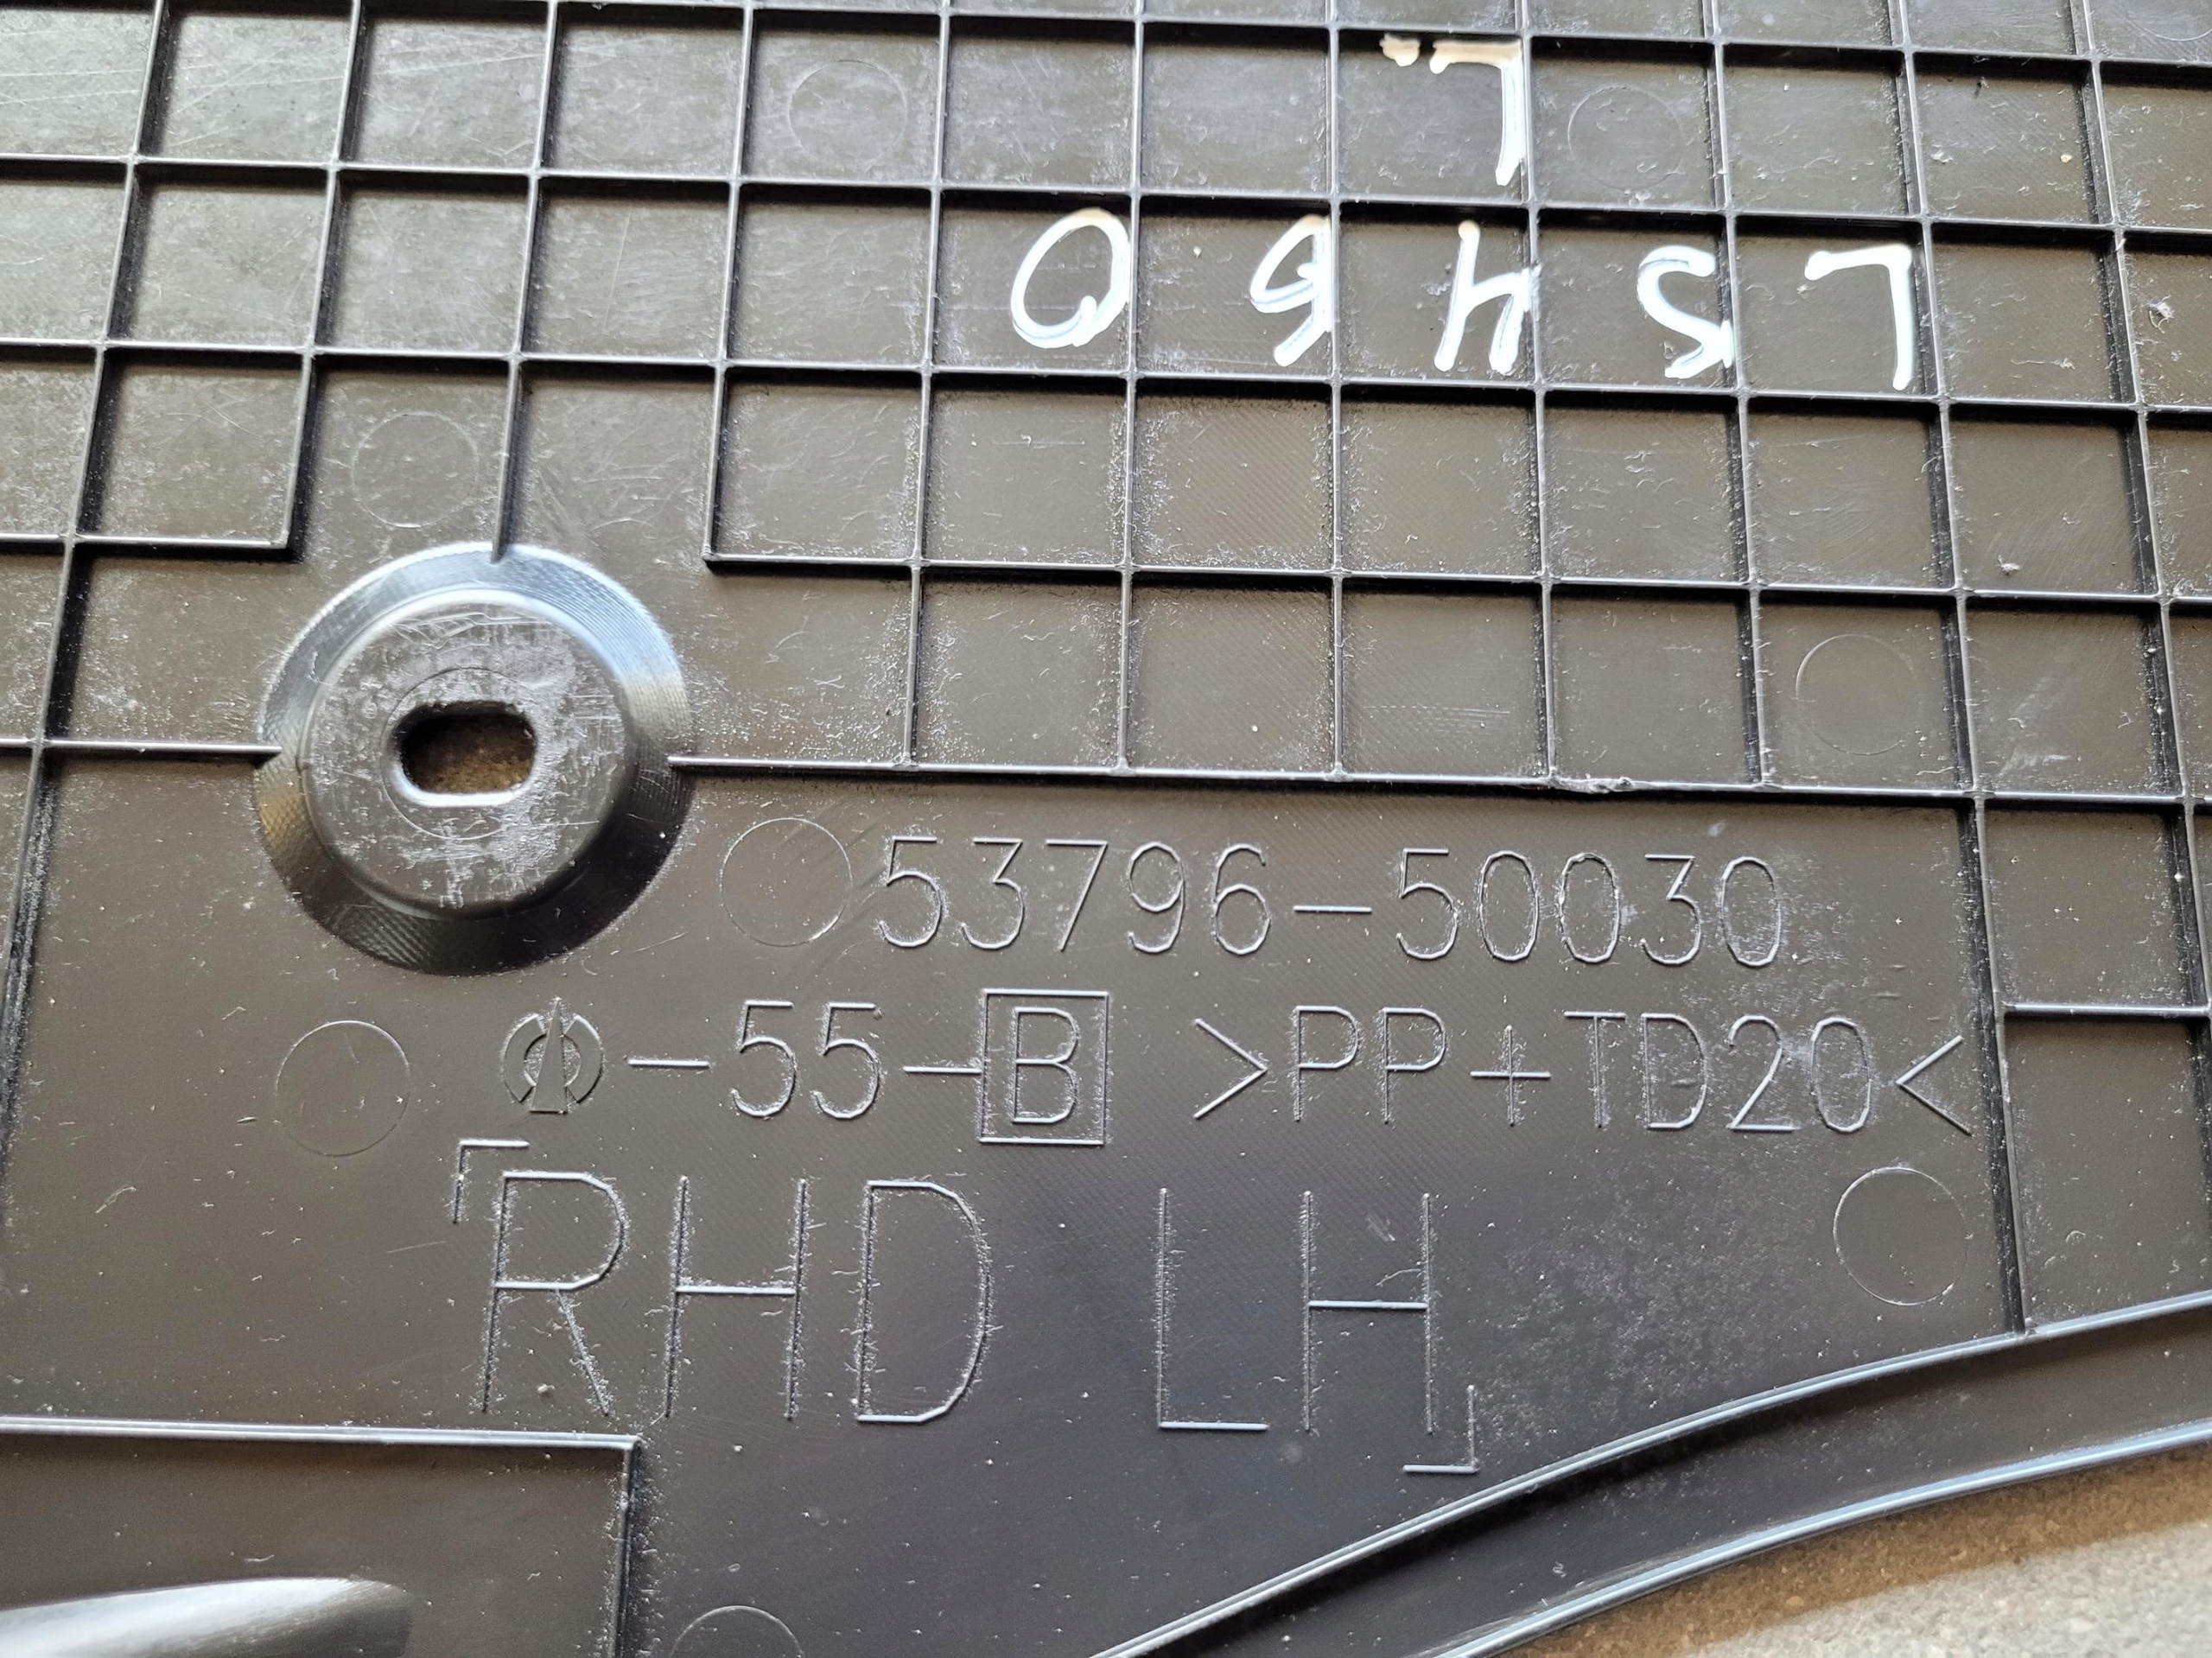 L
LS460
53796-50030
-55-B >PP+TD20<
「RHD LH」